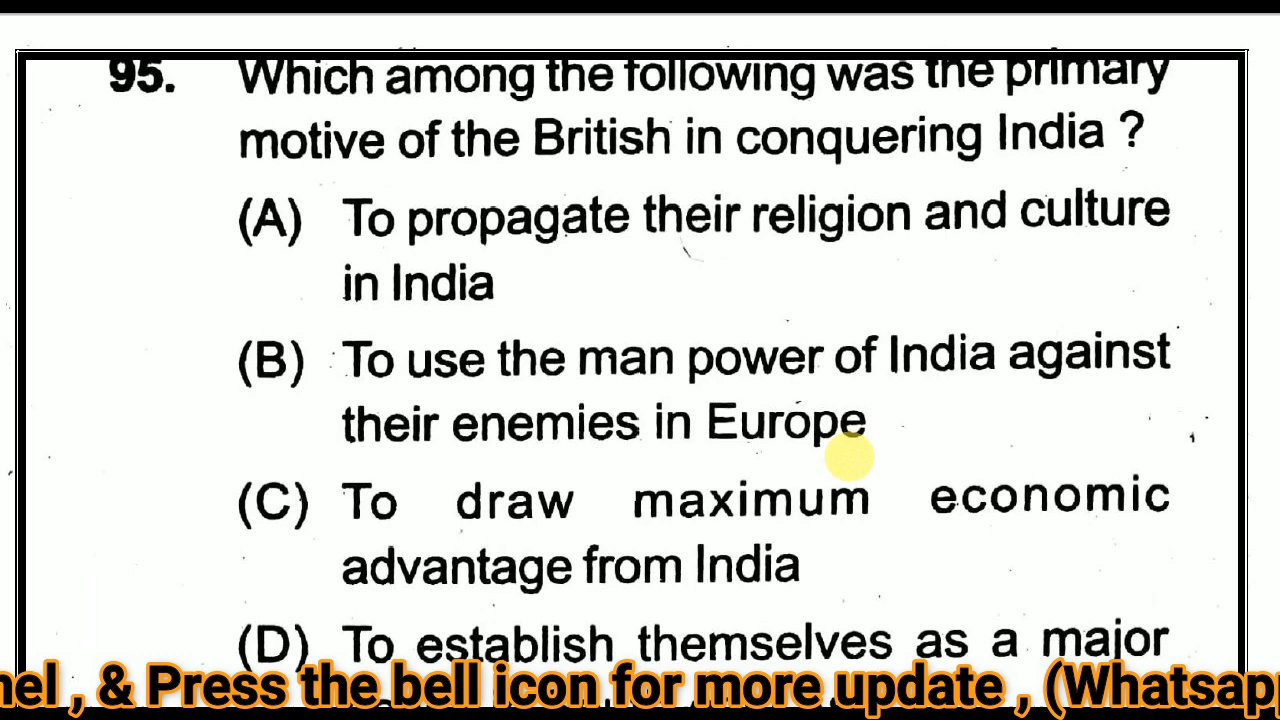 95. Which among the following was the primary
motive of the British in conquering India ?
(A) To propagate their religion and culture
in India
(B) To use the man power of India against
their enemies in Europe
(C) To draw maximum economic
advantage from India
(D) To establish themselves as a major
, & Press the bell icon for more update , (Whatsapp